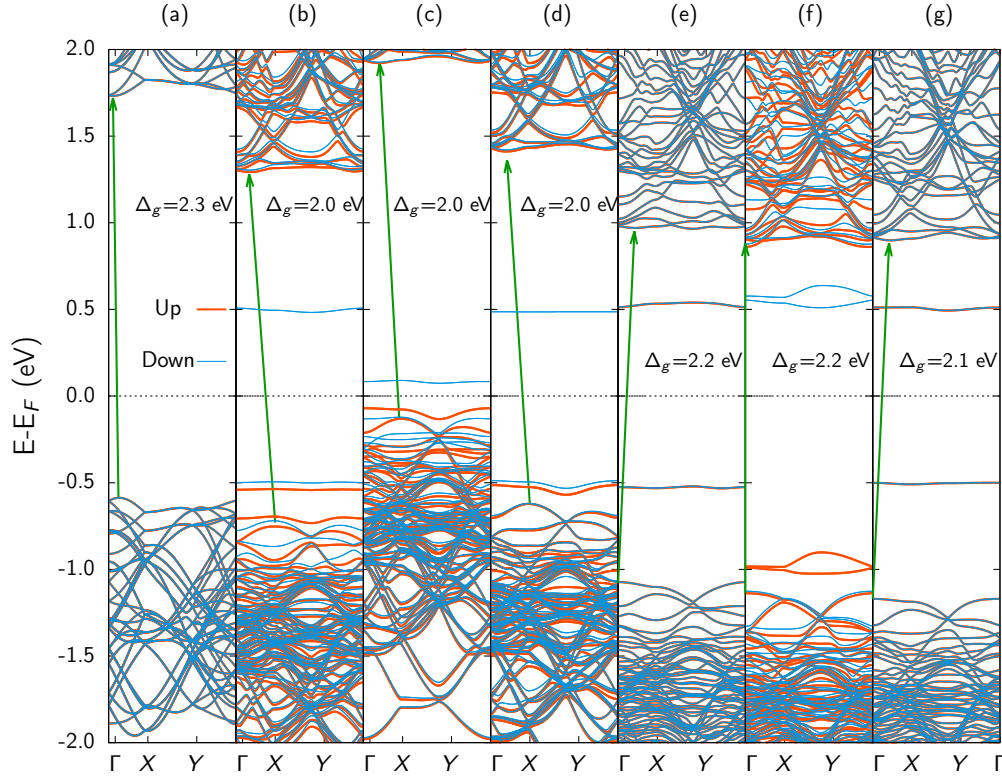 (a) (b) (c) (d) (e) (f) (g)
2.0
1.5
1.0
0.5
0.0
-0.5
-1.0
-1.5
-2.0
E-E_F (eV)
Δ_g=2.3 eV Δ_g=2.0 eV Δ_g=2.0 eV Δ_g=2.0 eV
Up
Down
Δ_g=2.2 eV Δ_g=2.2 eV Δ_g=2.1 eV
Γ X Y Γ X Y Γ X Y Γ X Y Γ X Y Γ X Y Γ X Y Γ